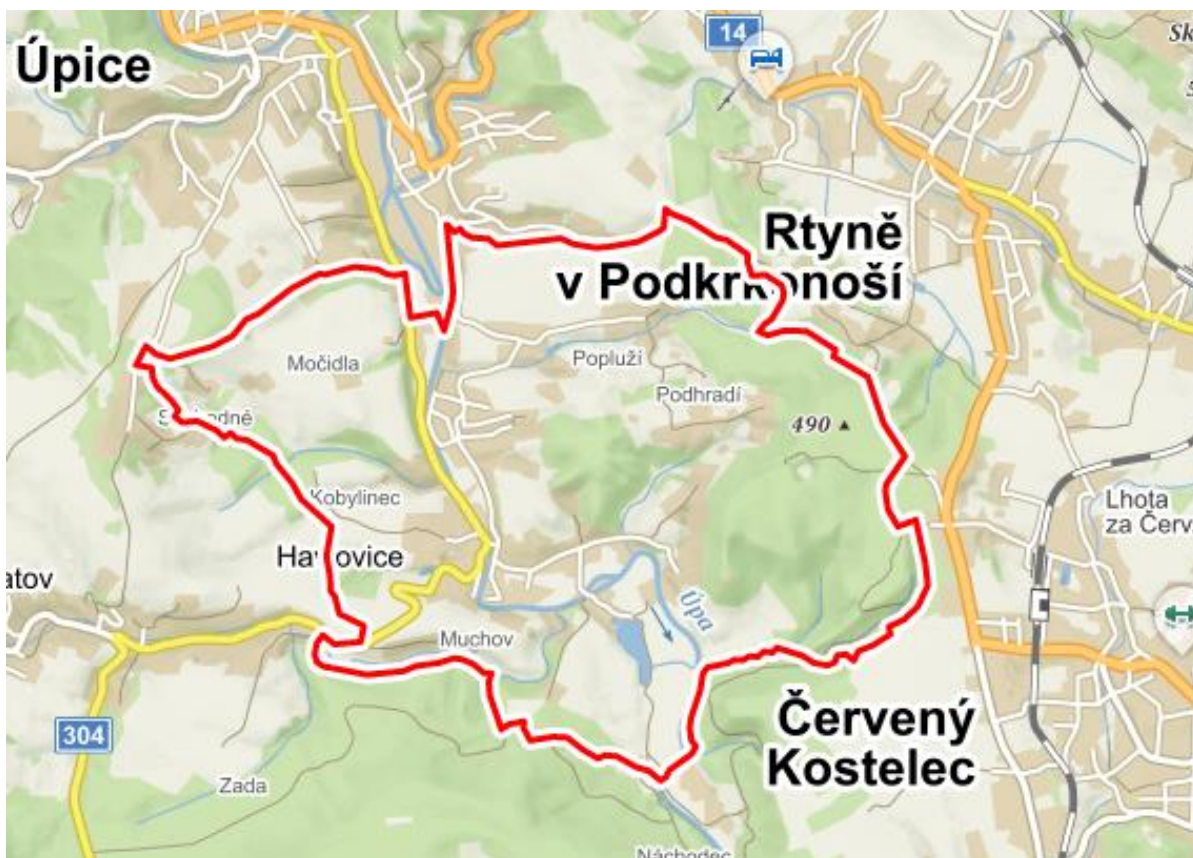 14
Úpice
Rtyně
v Podkrkonoší
Močidla
Popluží
Podhradí
490
Kobylinec
Lhota
za Červ
Havlovice
atov
Úpa
Muchov
Červený
Kostelec
304
Zada
Náchodec